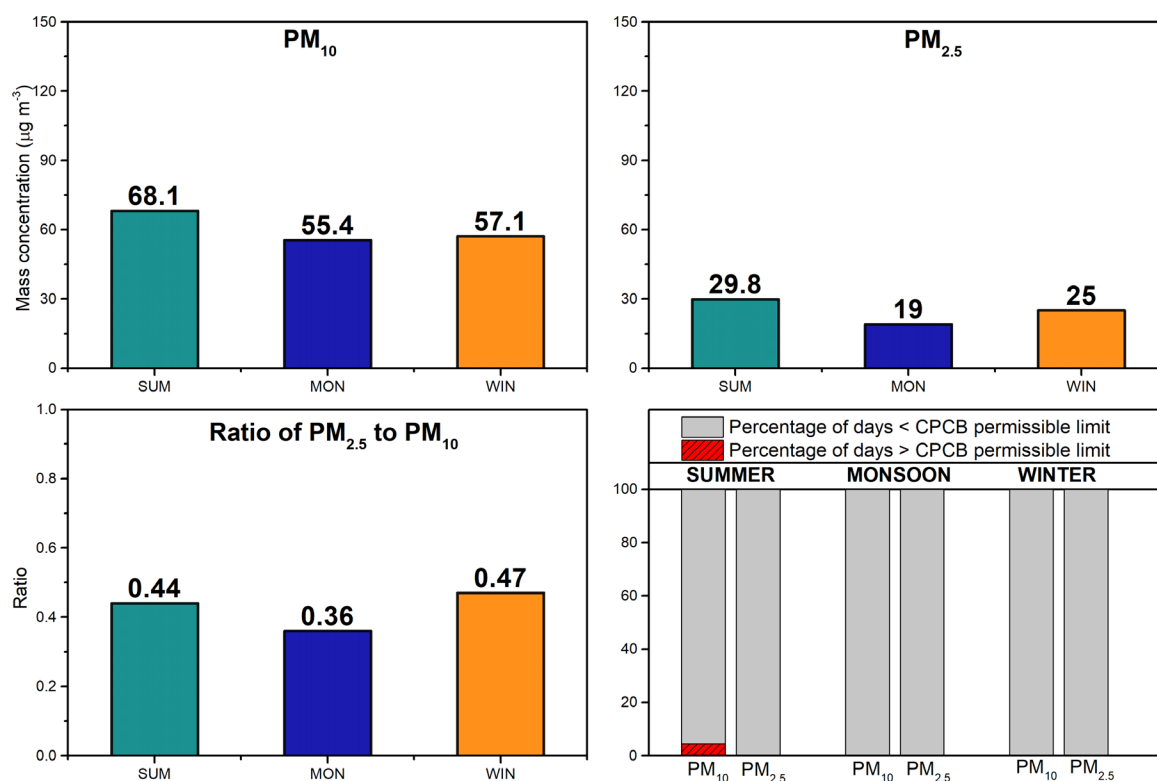 PM10
Mass concentration (μg m-3)
150
120
90
60
30
0
68.1
55.4
57.1
SUM
MON
WIN
PM2.5
150
120
90
60
30
0
29.8
19
25
SUM
MON
WIN
Ratio of PM2.5 to PM10
Ratio
1.0
0.8
0.6
0.4
0.2
0.0
0.44
0.36
0.47
SUM
MON
WIN
Percentage of days < CPCB permissible limit
Percentage of days > CPCB permissible limit
SUMMER MONSOON WINTER
100
80
60
40
20
0
PM10 PM2.5 PM10 PM2.5 PM10 PM2.5